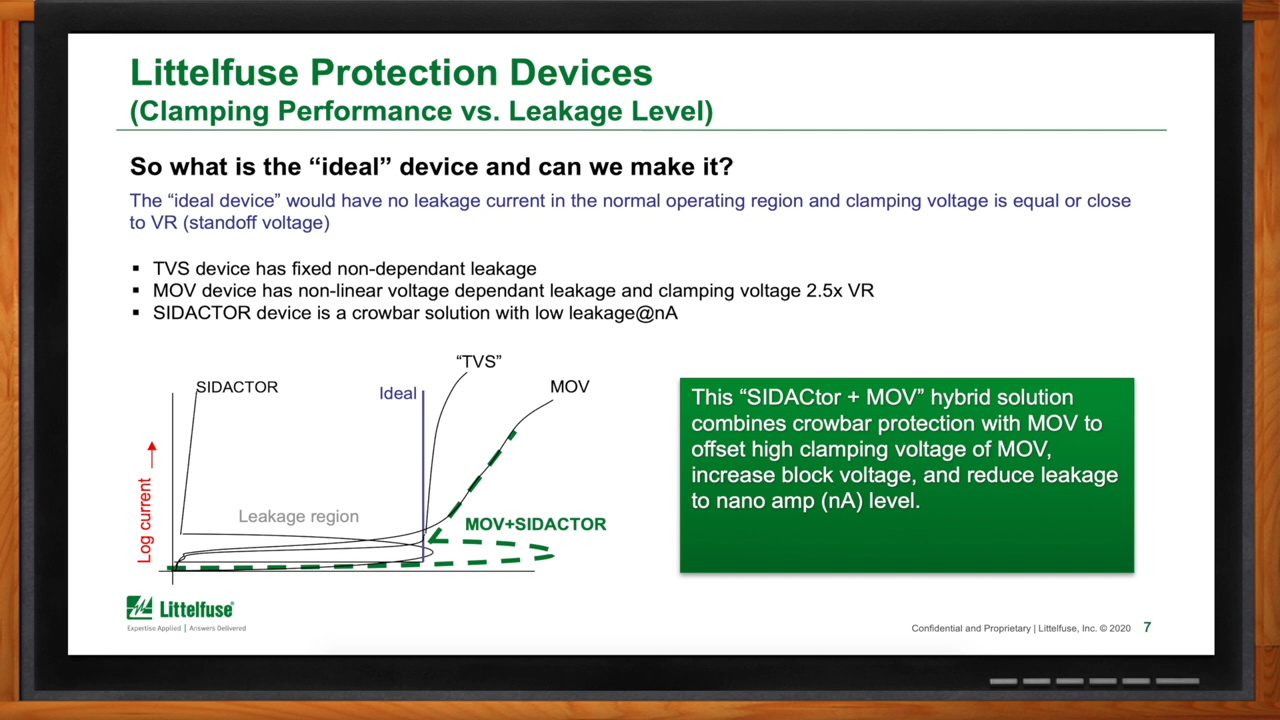 Littelfuse Protection Devices
(Clamping Performance vs. Leakage Level)
So what is the “ideal” device and can we make it?
The “ideal device” would have no leakage current in the normal operating region and clamping voltage is equal or close
to VR (standoff voltage)
▪ TVS device has fixed non-dependant leakage
▪ MOV device has non-linear voltage dependant leakage and clamping voltage 2.5x VR
▪ SIDACTOR device is a crowbar solution with low leakage@nA
“TVS”
SIDACTOR
Ideal
MOV
Log current
Leakage region
MOV+SIDACTOR
This “SIDACtor + MOV” hybrid solution
combines crowbar protection with MOV to
offset high clamping voltage of MOV,
increase block voltage, and reduce leakage
to nano amp (nA) level.
Littelfuse®
Expertise Applied | Answers Delivered
Confidential and Proprietary | Littelfuse, Inc. © 2020 7